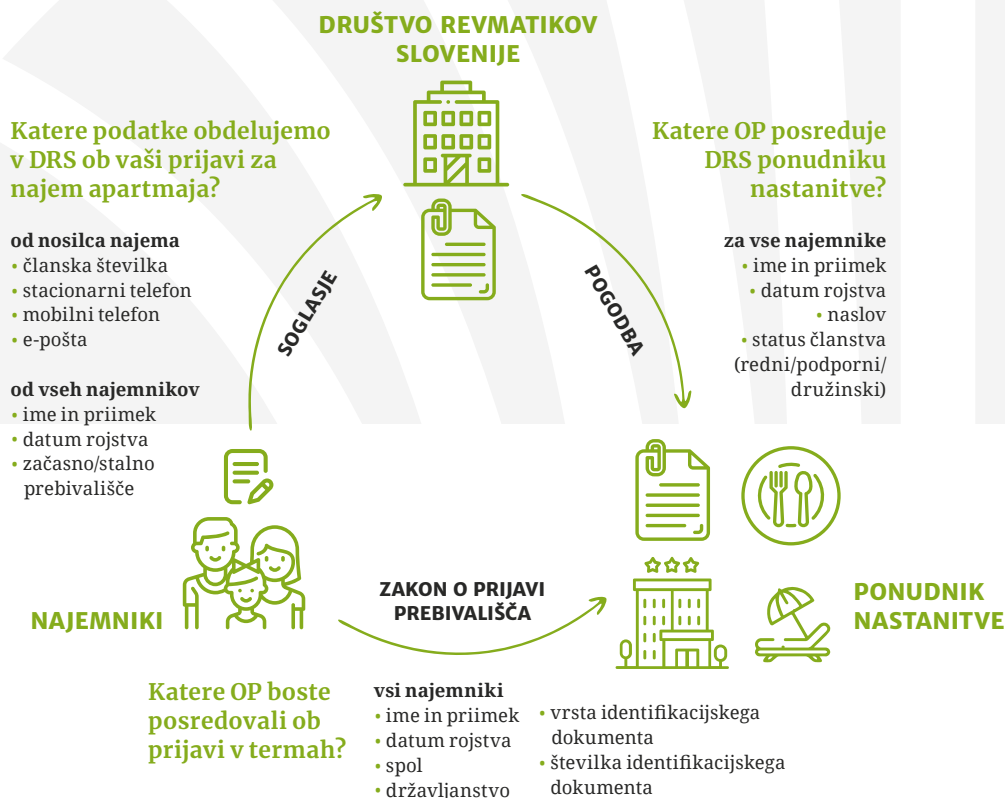 DRUŠTVO REVMATIKOV
SLOVENIJE
Katere podatke obdelujemo
v DRS ob vaši prijavi za
najem apartmaja?
od nosilca najema
• članska številka
• stacionarni telefon
• mobilni telefon
• e-pošta
od vseh najemnikov
• ime in priimek
• datum rojstva
• začasno/stalno
prebivališče
SOGLASJE
POGODBA
Katere OP posreduje
DRS ponudniku
nastanitve?
za vse najemnike
• ime in priimek
• datum rojstva
• naslov
• status članstva
(redni/podporni/
družinski)
NAJEMNIKI
ZAKON O PRIJAVI
PREBIVALIŠČA
PONUDNIK
NASTANITVE
Katere OP boste
posredovali ob
prijavi v termah?
vsi najemniki
• ime in priimek
• datum rojstva
• spol
• državljanstvo
• vrsta identifikacijskega
dokumenta
• številka identifikacijskega
dokumenta